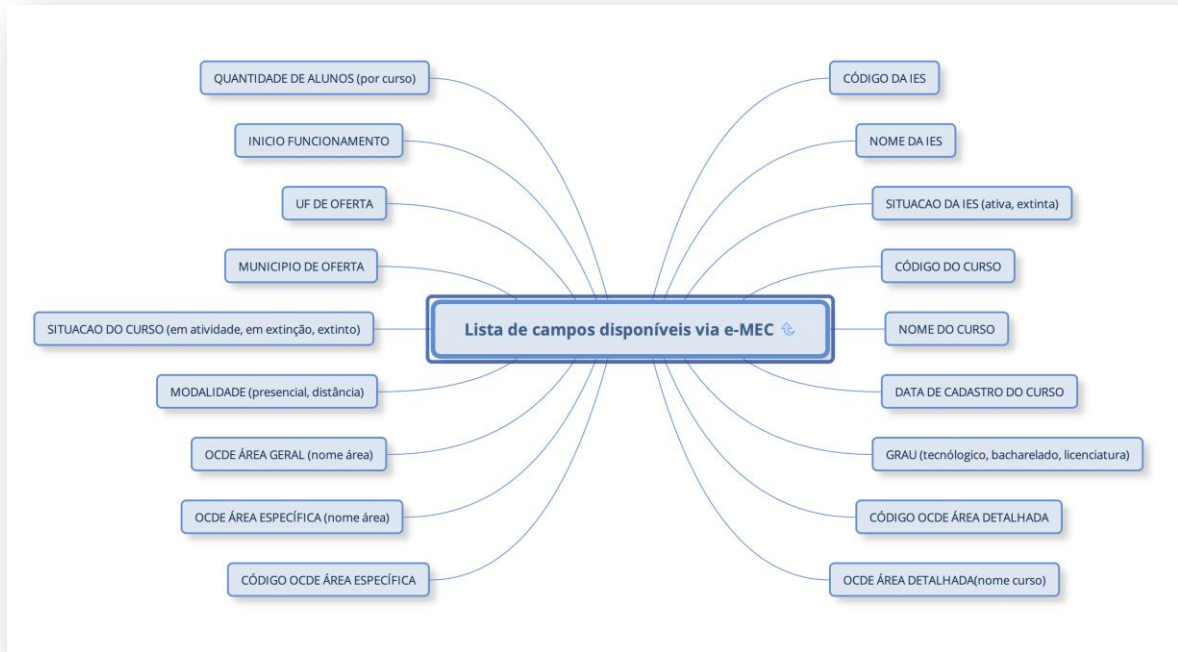 QUANTIDADE DE ALUNOS (por curso)
INICIO FUNCIONAMENTO
UF DE OFERTA
MUNICIPIO DE OFERTA
SITUACAO DO CURSO (em atividade, em extinção, extinto)
MODALIDADE (presencial, distância)
OCDE ÁREA GERAL (nome área)
OCDE ÁREA ESPECÍFICA (nome área)
CÓDIGO OCDE ÁREA ESPECÍFICA
Lista de campos disponíveis via e-MEC
CÓDIGO DA IES
NOME DA IES
SITUACAO DA IES (ativa, extinta)
CÓDIGO DO CURSO
NOME DO CURSO
DATA DE CADASTRO DO CURSO
GRAU (tecnólogico, bacharelado, licenciatura)
CÓDIGO OCDE ÁREA DETALHADA
OCDE ÁREA DETALHADA(nome curso)